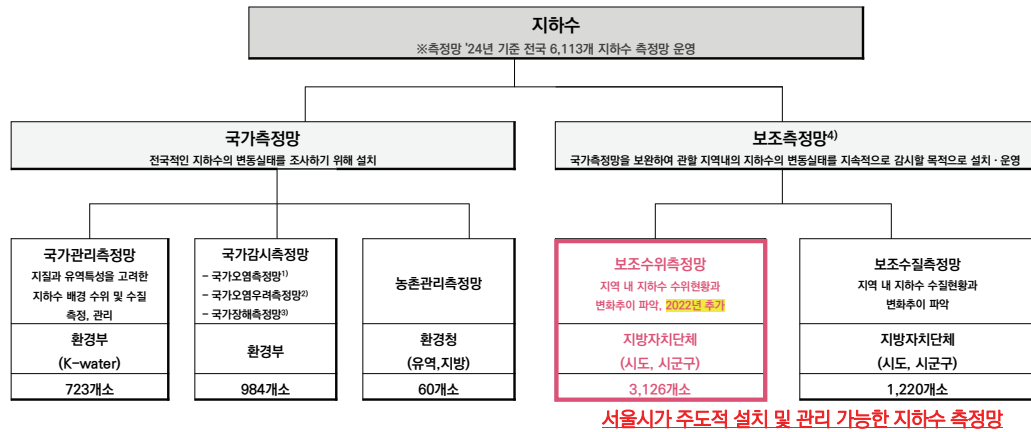 지하수
※측정망 '24년 기준 전국 6,113개 지하수 측정망 운영
국가측정망
전국적인 지하수의 변동실태를 조사하기 위해 설치
보조측정망4)
국가측정망을 보완하여 관할 지역내의 지하수의 변동실태를 지속적으로 감시할 목적으로 설치 · 운영
국가관리측정망
지질과 유역특성을 고려한
지하수 배경 수위 및 수질
측정, 관리
환경부
(K-water)
723개소
국가감시측정망
- 국가오염측정망1)
- 국가오염우려측정망2)
- 국가장해측정망3)
환경부
984개소
농촌관리측정망
환경청
(유역,지방)
60개소
보조수위측정망
지역 내 지하수 수위현황과
변화추이 파악, 2022년 추가
지방자치단체
(시도, 시군구)
3,126개소
보조수질측정망
지역 내 지하수 수질현황과
변화추이 파악
지방자치단체
(시도, 시군구)
1,220개소
서울시가 주도적 설치 및 관리 가능한 지하수 측정망